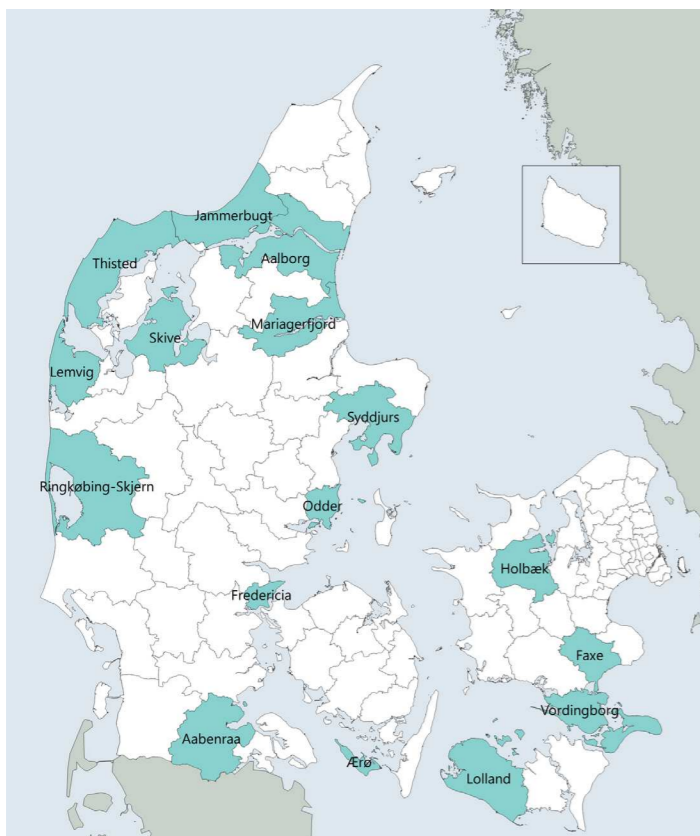 Jammerbugt
Aalborg
Thisted
Mariagerfjord
Skive
Lemvig
Syddjurs
Ringkøbing-Skjern
Odder
Holbæk
Fredericia
Faxe
Vordingborg
Aabenraa
Ærø
Lolland